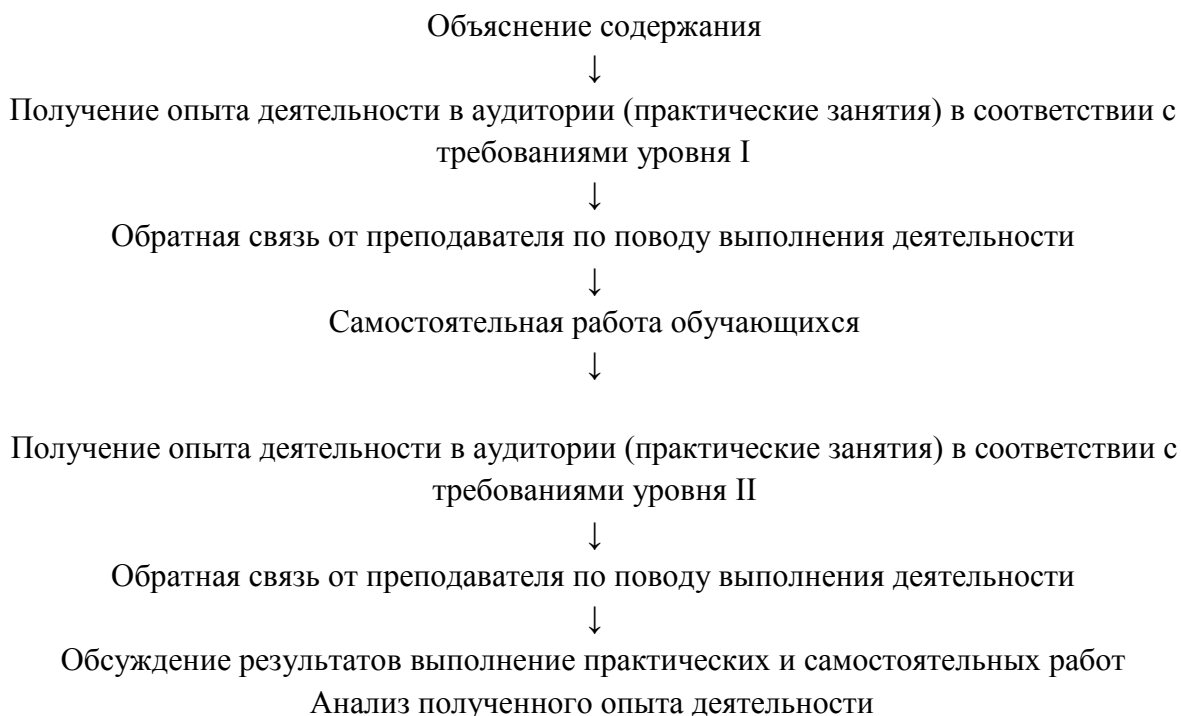 Объяснение содержания
↓
Получение опыта деятельности в аудитории (практические занятия) в соответствии с
требованиями уровня I
↓
Обратная связь от преподавателя по поводу выполнения деятельности
↓
Самостоятельная работа обучающихся
↓
Получение опыта деятельности в аудитории (практические занятия) в соответствии с
требованиями уровня II
↓
Обратная связь от преподавателя по поводу выполнения деятельности
↓
Обсуждение результатов выполнение практических и самостоятельных работ
Анализ полученного опыта деятельности